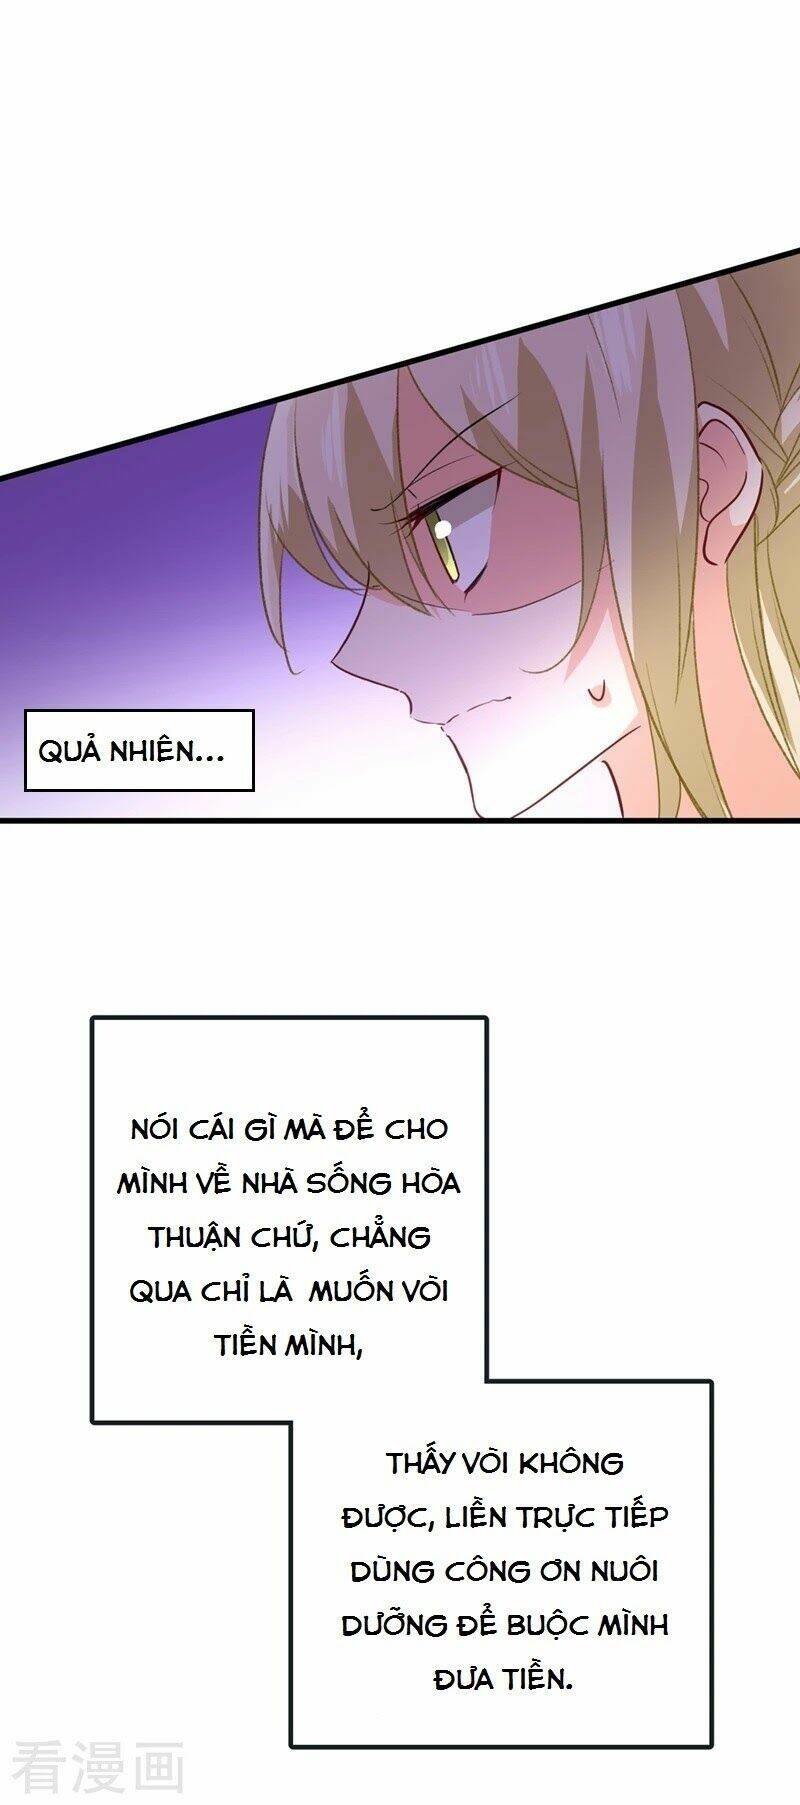 QUẢ NHIÊN...
NÓI CÁI GÌ MÀ ĐỂ CHO
MÌNH VỀ NHÀ SỐNG HÒA
THUẬN CHỨ, CHẲNG
QUA CHỈ LÀ MUỐN VÒI
TIỀN MÌNH,
THẤY VÒI KHÔNG
ĐƯỢC, LIỀN TRỰC TIẾP
DÙNG CÔNG ƠN NUÔI
DƯỠNG ĐỂ BUỘC MÌNH
ĐƯA TIỀN.
看漫画